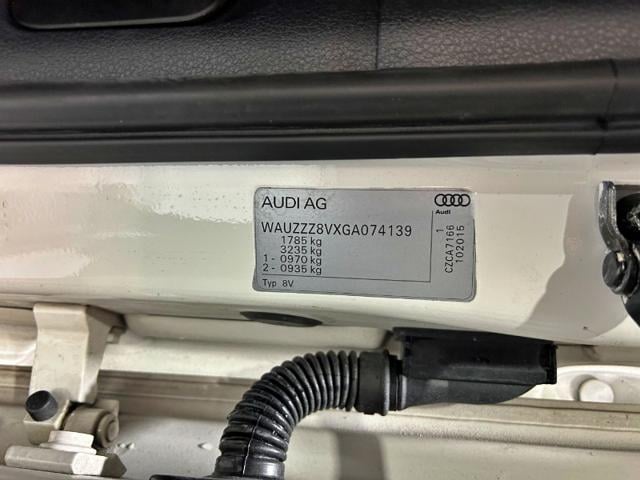 AUDI AG
Audi
WAUZZZ8VXGA074139
1785 kg
3235 kg
1 - 0970 kg
2 - 0935 kg
Typ 8V
1
CZCA7166
102015